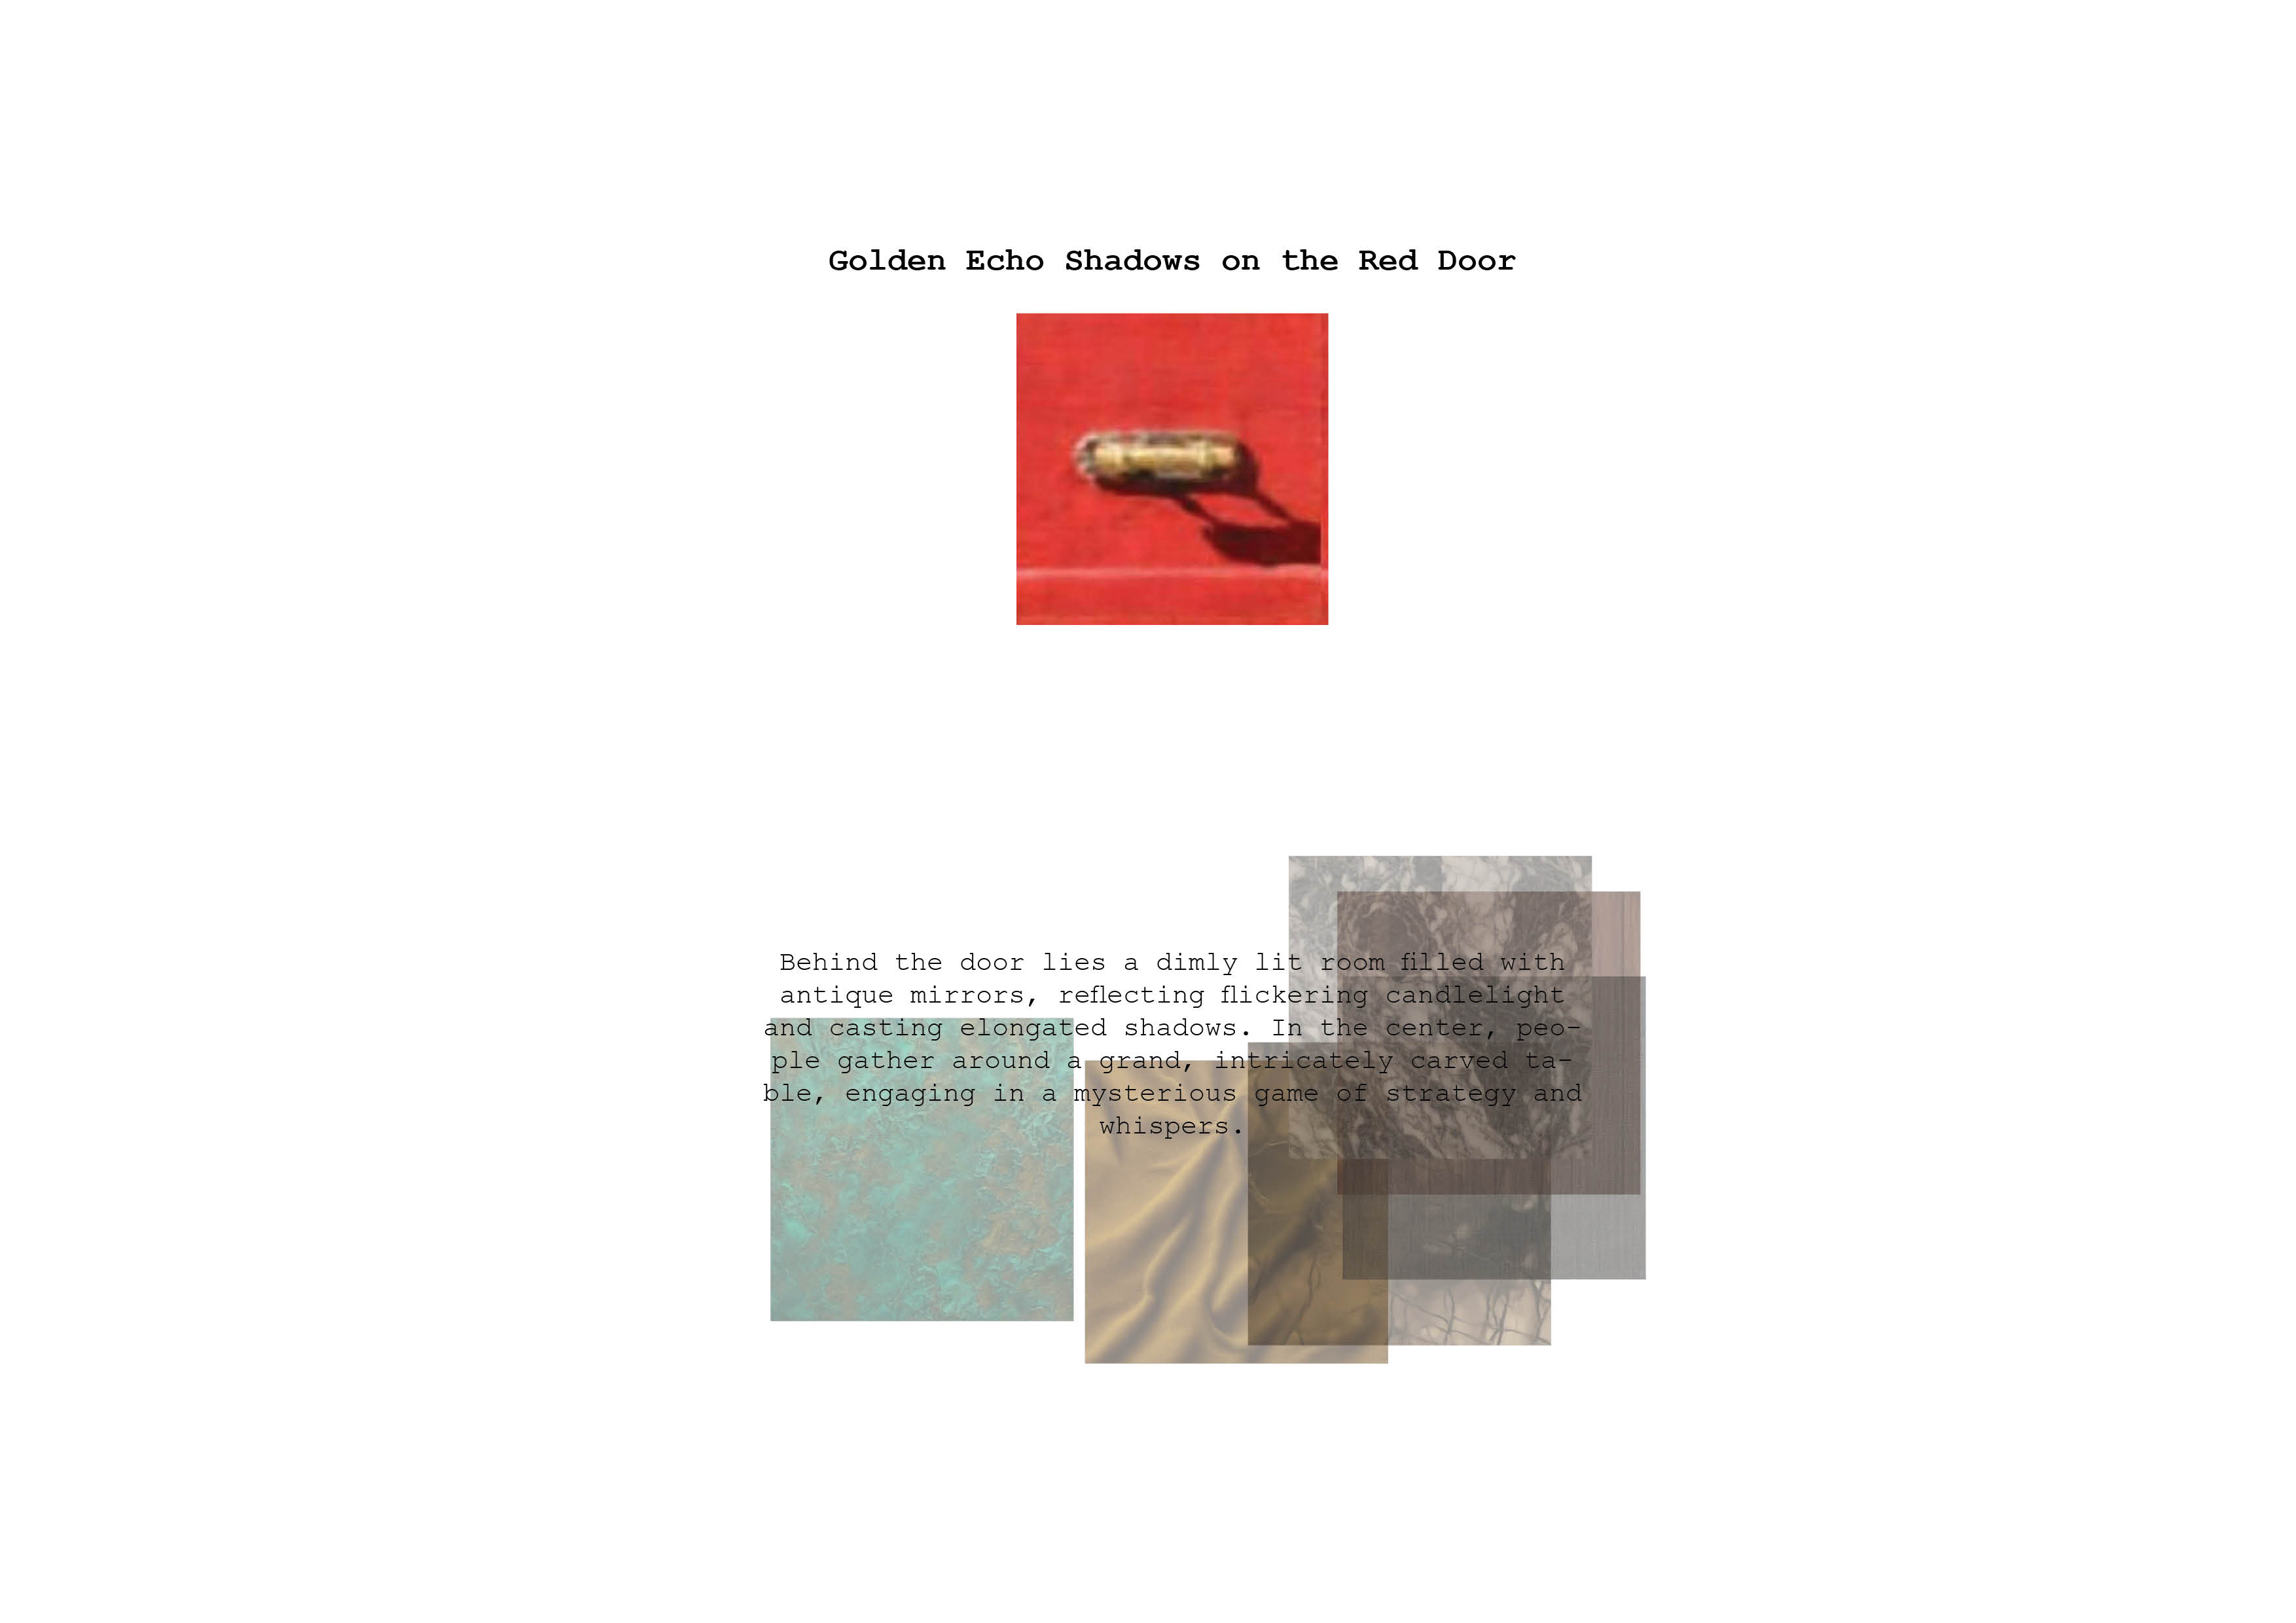 Golden Echo Shadows on the Red Door
Behind the door lies a dimly lit room filled with
antique mirrors, reflecting flickering candlelight
and casting elongated shadows. In the center, peo-
ple gather around a grand, intricately carved ta-
ble, engaging in a mysterious game of strategy and
whispers.